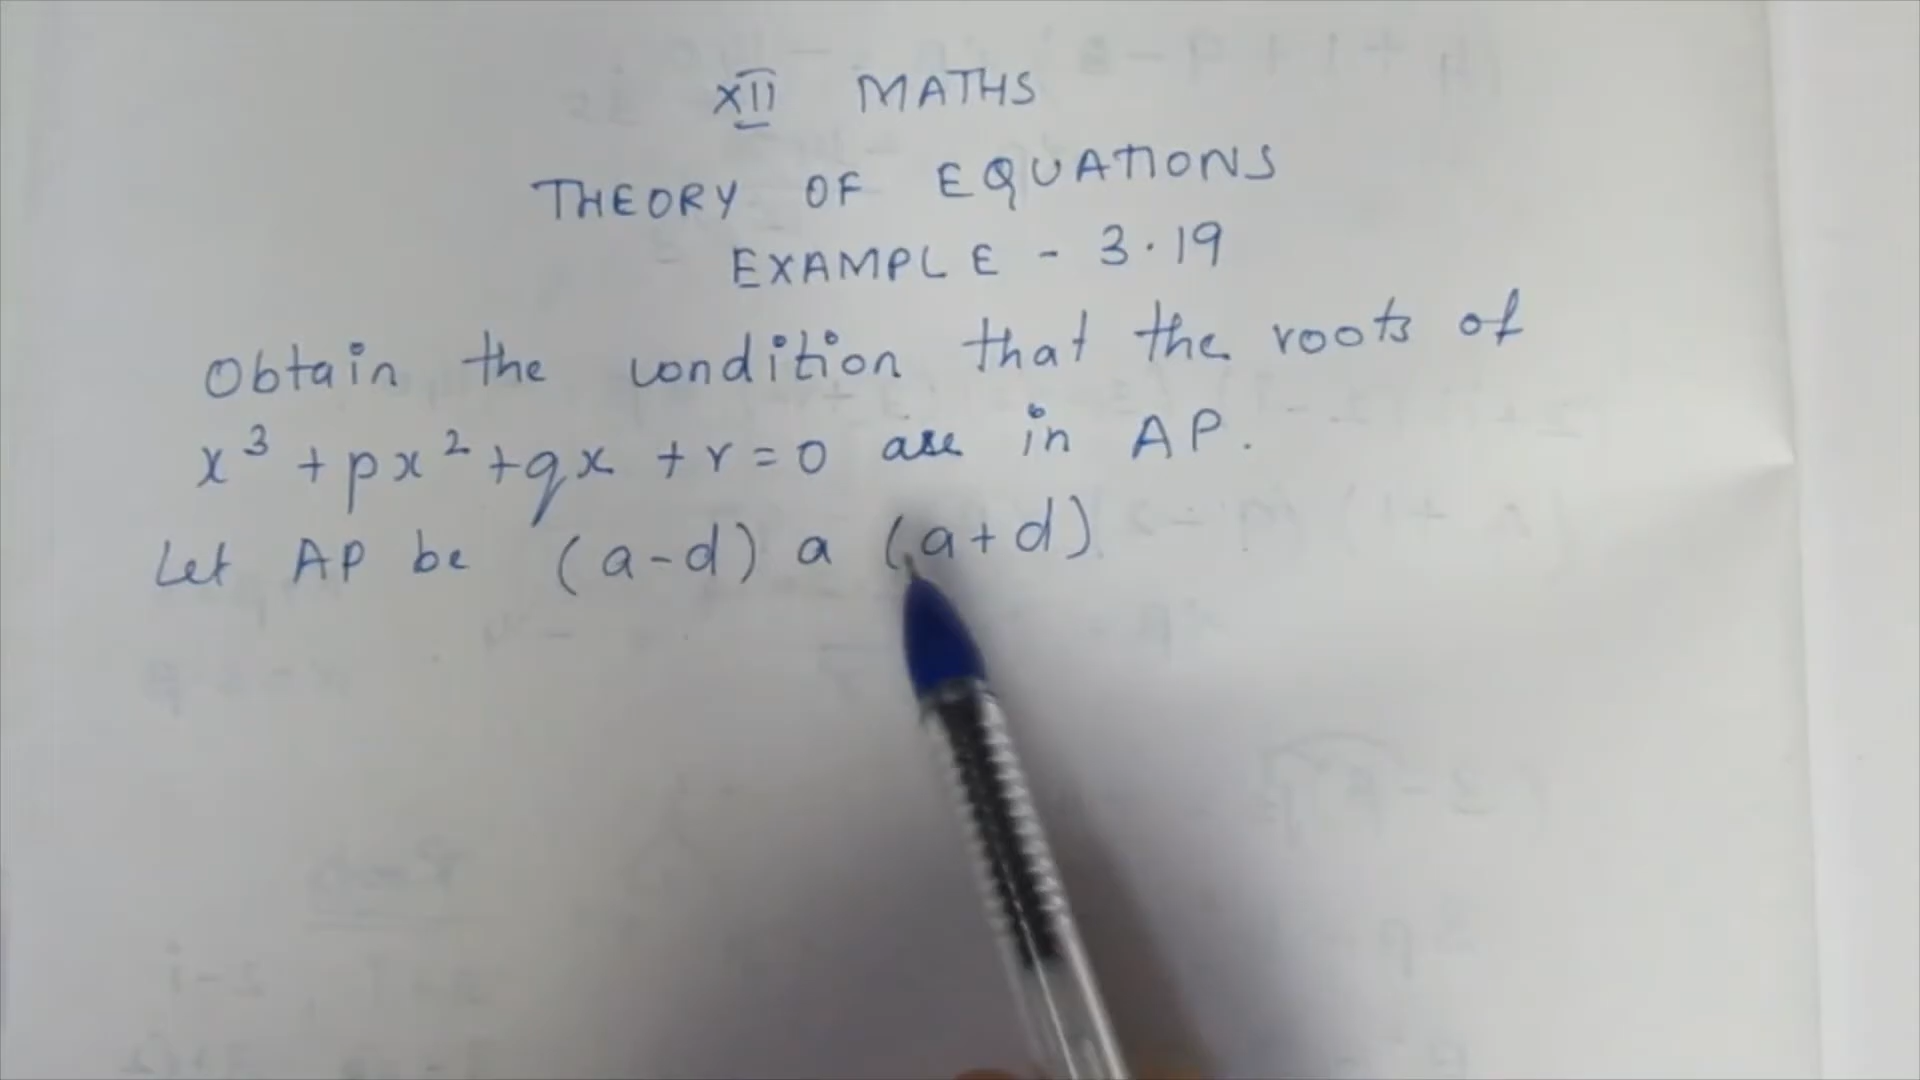 XII MATHS
THEORY OF EQUATIONS
EXAMPLE - 3.19
Obtain the condition that the roots of
x³ + px² + qx + r = 0 are in AP.
Let AP be (a-d) a (a+d)